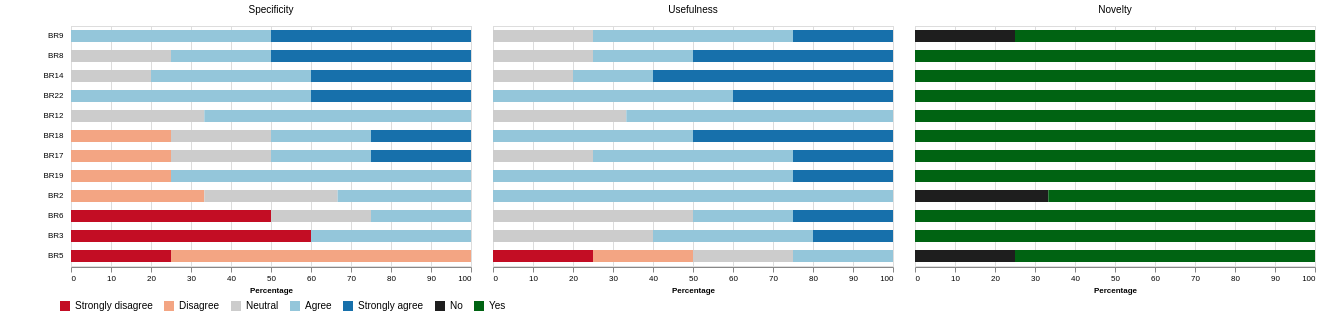 Specificity Usefulness Novelty
BR9
BR8
BR14
BR22
BR12
BR18
BR17
BR19
BR2
BR6
BR3
BR5
0 10 20 30 40 50 60 70 80 90 100 0 10 20 30 40 50 60 70 80 90 100 0 10 20 30 40 50 60 70 80 90 100
Percentage Percentage Percentage
Strongly disagree Disagree Neutral Agree Strongly agree No Yes